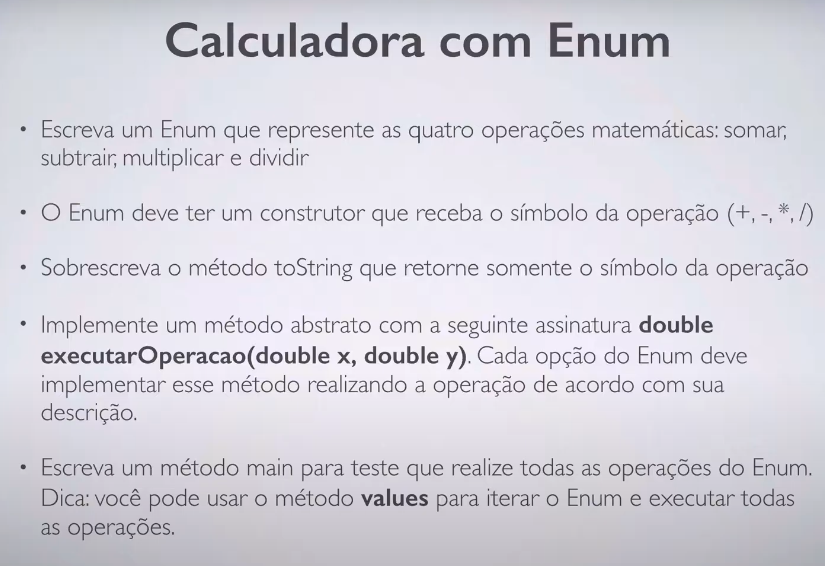 Calculadora com Enum
• Escreva um Enum que represente as quatro operações matemáticas: somar,
subtrair, multiplicar e dividir
• O Enum deve ter um construtor que receba o símbolo da operação (+, -, *, /)
• Sobrescreva o método toString que retorne somente o símbolo da operação
• Implemente um método abstrato com a seguinte assinatura double
executarOperacao(double x, double y). Cada opção do Enum deve
implementar esse método realizando a operação de acordo com sua
descrição.
• Escreva um método main para teste que realize todas as operações do Enum.
Dica: você pode usar o método values para iterar o Enum e executar todas
as operações.